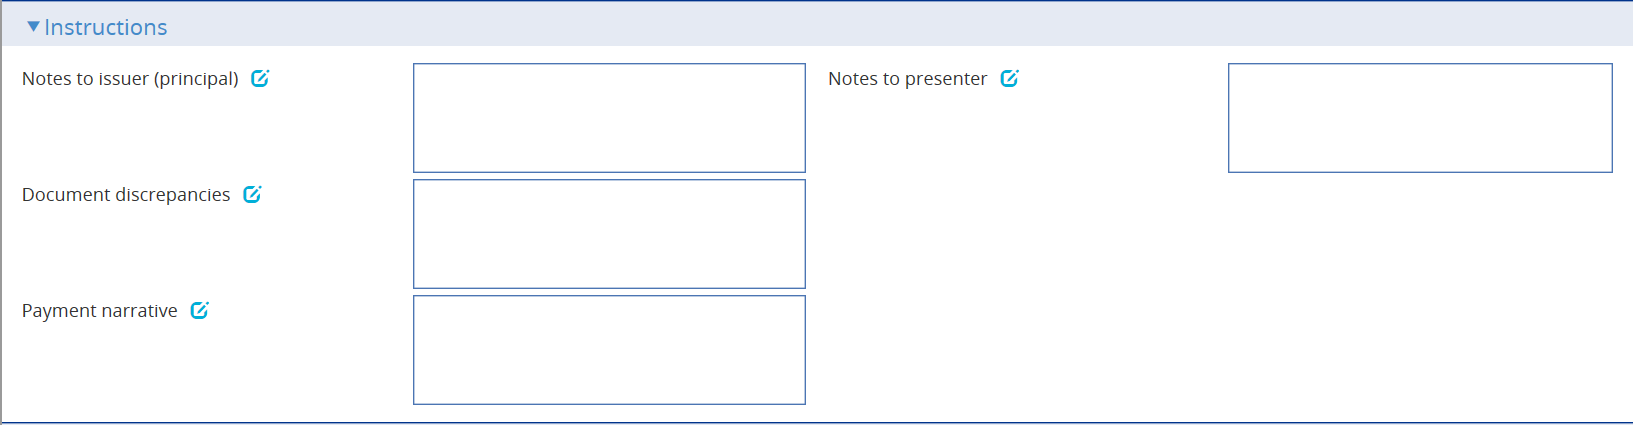 Instructions
Notes to issuer (principal)
Notes to presenter
Document discrepancies
Payment narrative